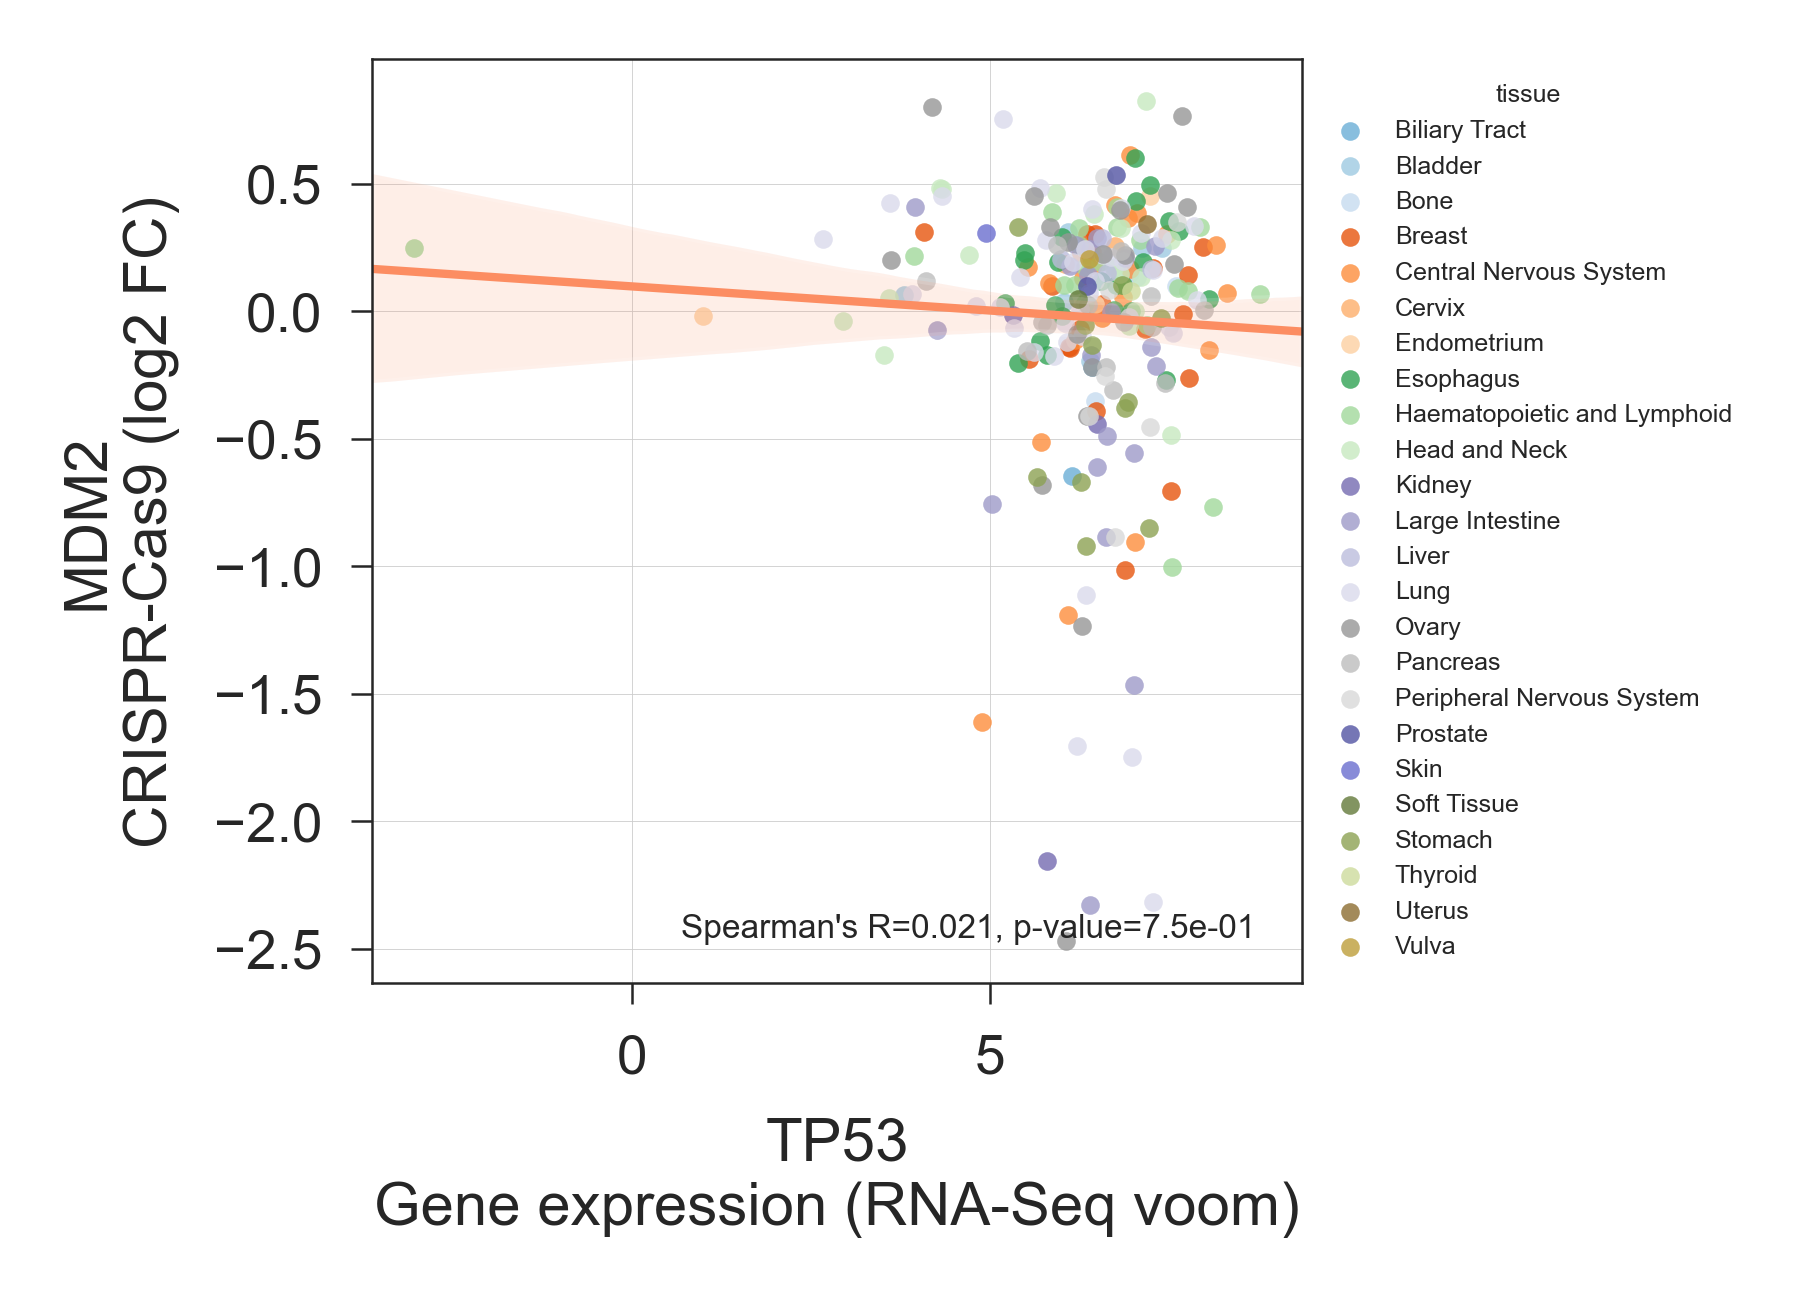 MDM2
CRISPR-Cas9 (log2 FC)
0.5
0.0
−0.5
−1.0
−1.5
−2.0
−2.5
Spearman's R=0.021, p-value=7.5e-01
0
5
TP53
Gene expression (RNA-Seq voom)
tissue
Biliary Tract
Bladder
Bone
Breast
Central Nervous System
Cervix
Endometrium
Esophagus
Haematopoietic and Lymphoid
Head and Neck
Kidney
Large Intestine
Liver
Lung
Ovary
Pancreas
Peripheral Nervous System
Prostate
Skin
Soft Tissue
Stomach
Thyroid
Uterus
Vulva